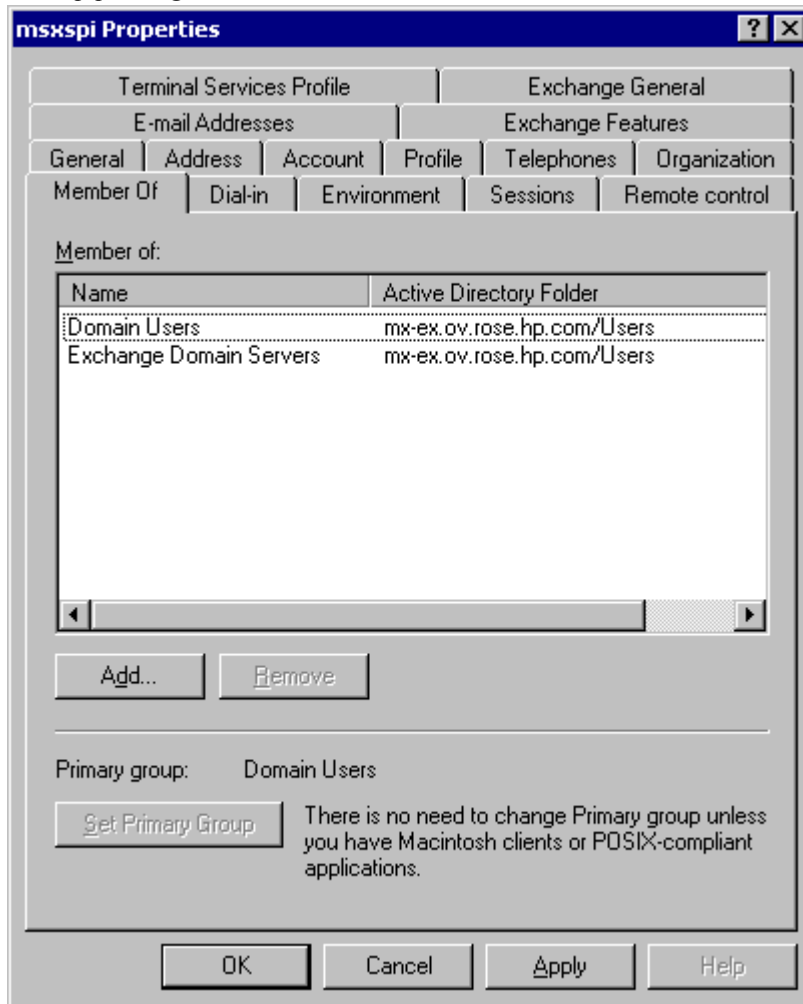 msxspi Properties
Terminal Services Profile Exchange General
E-mail Addresses Exchange Features
General Address Account Profile Telephones Organization
Member Of Dial-in Environment Sessions Remote control
Member of:
Name Active Directory Folder
Domain Users mx-ex.ov.rose.hp.com/Users
Exchange Domain Servers mx-ex.ov.rose.hp.com/Users
Add... Remove
Primary group: Domain Users
Set Primary Group
There is no need to change Primary group unless
you have Macintosh clients or POSIX-compliant
applications.
OK Cancel Apply Help